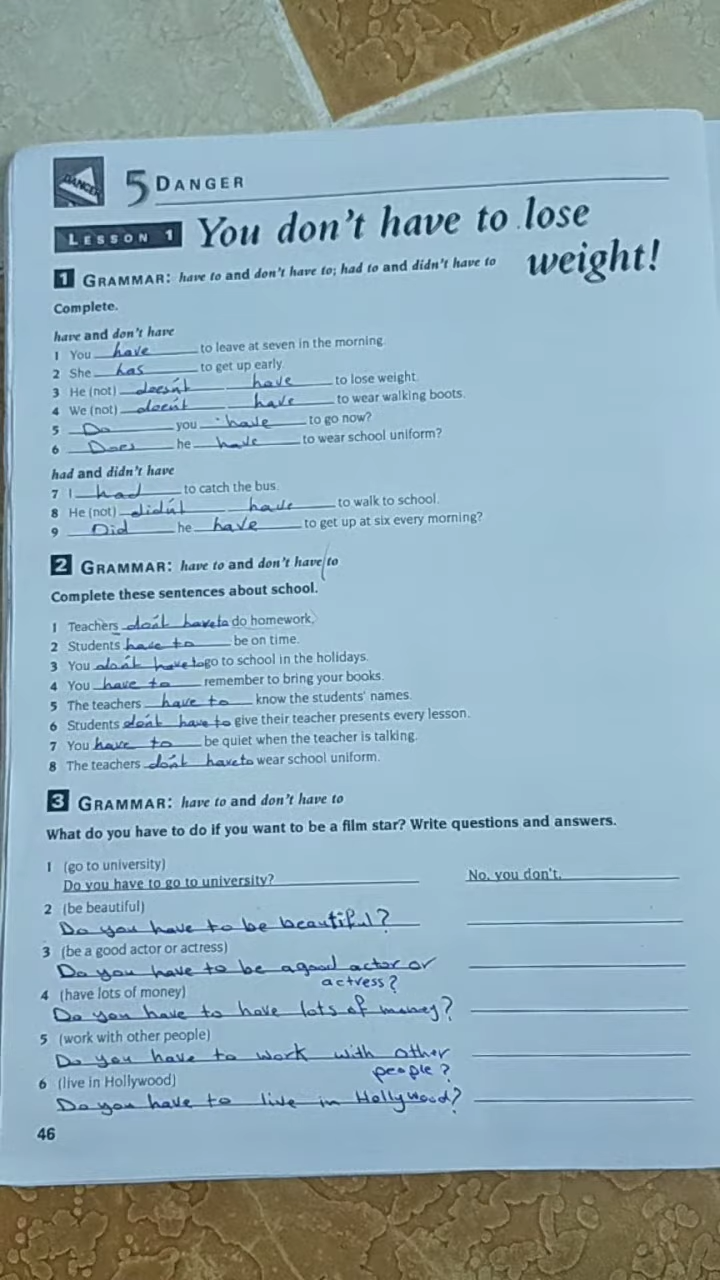 DANGER
5 DANGER
LESSON 1 You don't have to lose
weight!
1 GRAMMAR: have to and don't have to; had to and didn't have to
Complete.
have and don't have
1 You have to leave at seven in the morning.
2 She has to get up early.
3 He (not) doesn't have to lose weight.
4 We (not) doen't have to wear walking boots.
5 Do you have to go now?
6 Does he have to wear school uniform?
had and didn't have
7 I had to catch the bus.
8 He (not) didn't have to walk to school.
9 Did he have to get up at six every morning?
2 GRAMMAR: have to and don't have to
Complete these sentences about school.
1 Teachers don't have to do homework.
2 Students have to be on time.
3 You don't have to go to school in the holidays.
4 You have to remember to bring your books.
5 The teachers have to know the students' names.
6 Students don't have to give their teacher presents every lesson.
7 You have to be quiet when the teacher is talking.
8 The teachers don't have to wear school uniform.
3 GRAMMAR: have to and don't have to
What do you have to do if you want to be a film star? Write questions and answers.
1 (go to university)
Do you have to go to university? No, you don't.
2 (be beautiful)
Do you have to be beautiful?
3 (be a good actor or actress)
Do you have to be a good actor or
actress?
4 (have lots of money)
Do you have to have lots of money?
5 (work with other people)
Do you have to work with other
people?
6 (live in Hollywood)
Do you have to live in Hollywood?
46